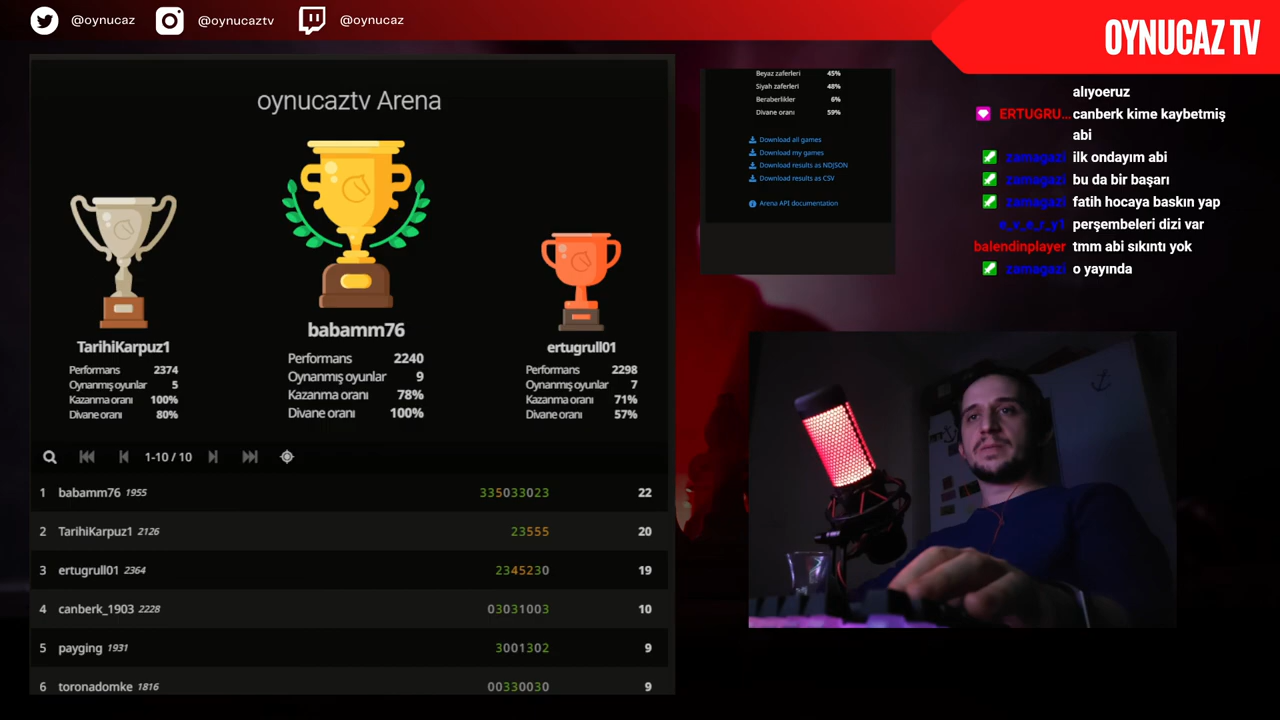 @oynucaz
@oynucaztv
@oynucaz
OYNUCAZ TV
oynucaztv Arena
babamm76
Performans 2240
Oynanmış oyunlar 9
Kazanma oranı 78%
Divane oranı 100%
TarihiKarpuz1
Performans 2374
Oynanmış oyunlar 5
Kazanma oranı 100%
Divane oranı 80%
ertugrull01
Performans 2298
Oynanmış oyunlar 7
Kazanma oranı 71%
Divane oranı 57%
1-10 / 10
1 babamm76 1955 335033023 22
2 TarihiKarpuz1 2126 23555 20
3 ertugrull01 2364 2345230 19
4 canberk_1903 2228 03031003 10
5 payging 1931 3001302 9
6 toronadomke 1816 00330030 9
Beyaz zaferleri 45%
Siyah zaferleri 48%
Beraberlikler 6%
Divane oranı 59%
Download all games
Download my games
Download results as NDJSON
Download results as CSV
Arena API documentation
alıyoeruz
ERTUGRU... canberk kime kaybetmiş
abi
zamagazi ilk ondayım abi
zamagazi bu da bir başarı
zamagazi fatih hocaya baskın yap
e_v_e_r_y1 perşembeleri dizi var
balendinplayer tmm abi sıkıntı yok
zamagazi o yayında